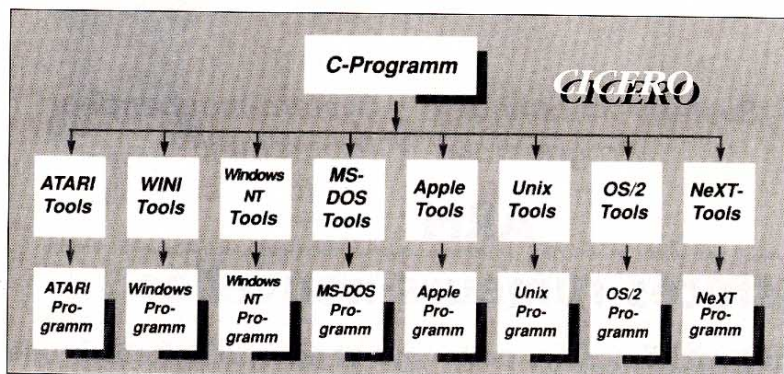 C-Programm
CICERO
ATARI
Tools
WINI
Tools
Windows
NT
Tools
MS-
DOS
Tools
Apple
Tools
Unix
Tools
OS/2
Tools
NeXT-
Tools
ATARI
Pro-
gramm
Windows
Pro-
gramm
Windows
NT
Pro-
gramm
MS-DOS
Pro-
gramm
Apple
Pro-
gramm
Unix
Pro-
gramm
OS/2
Pro-
gramm
NeXT
Pro-
gramm